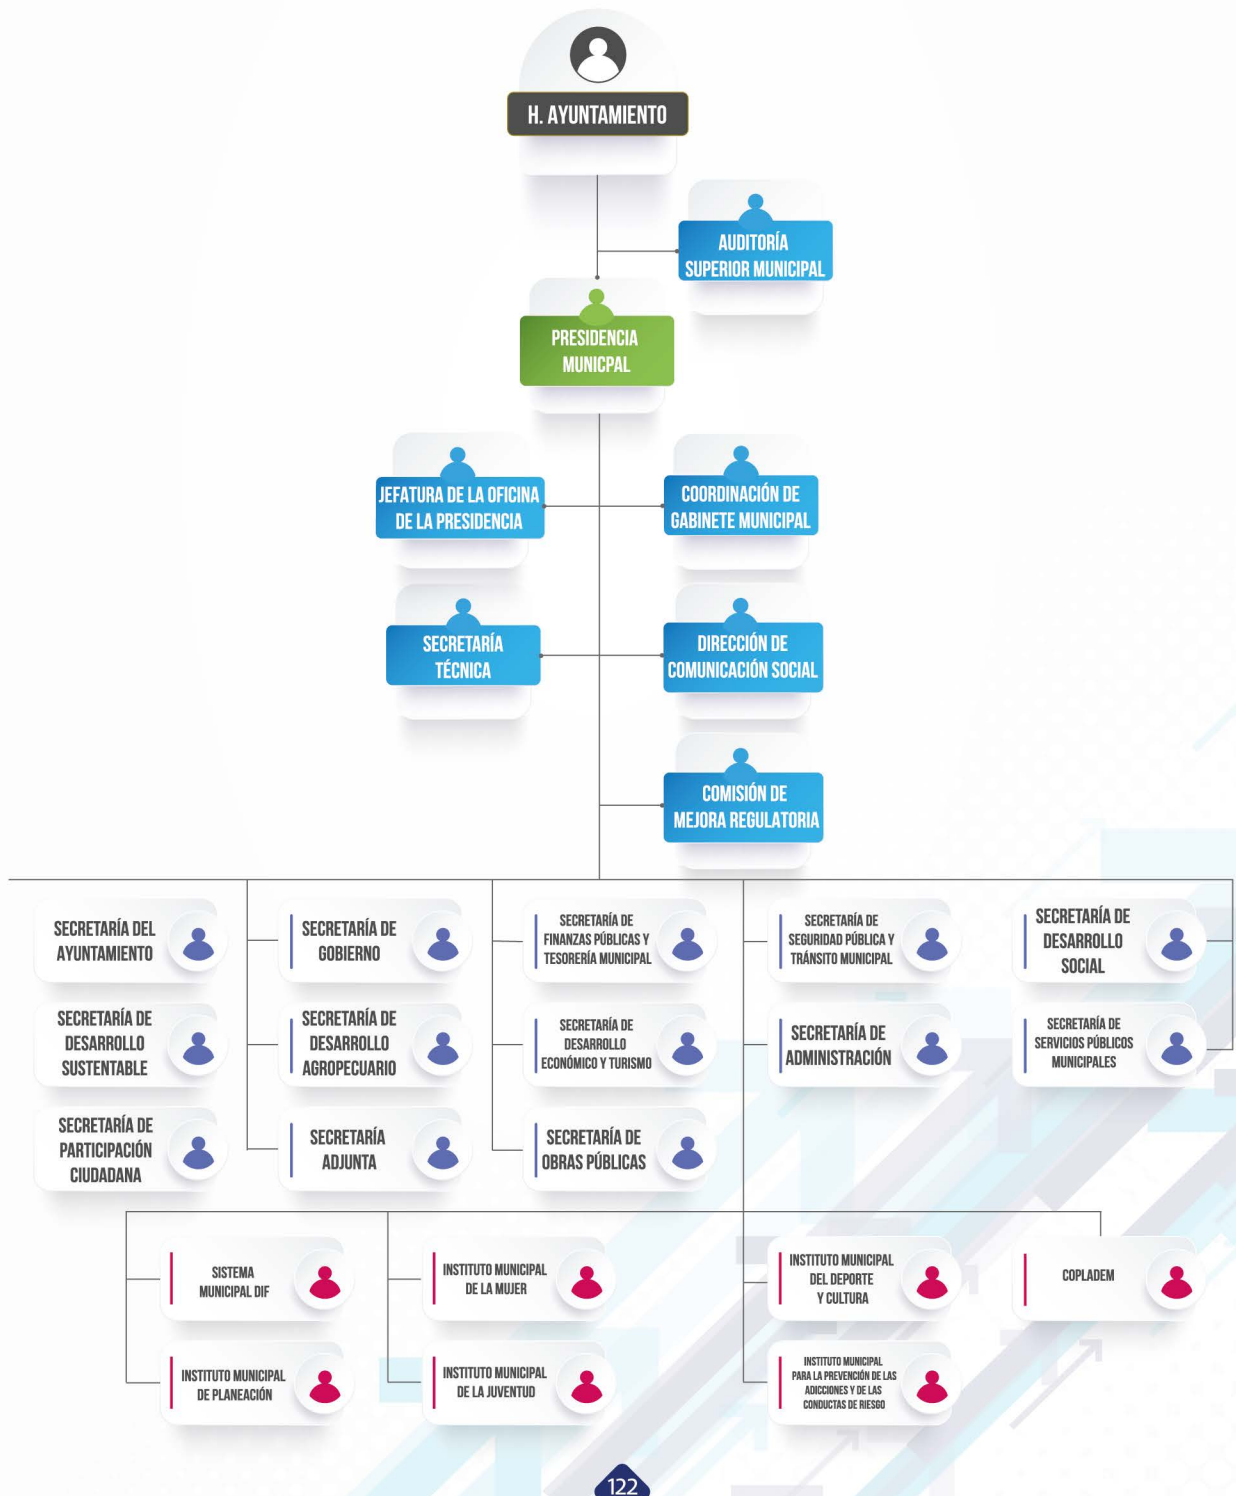 H. AYUNTAMIENTO
AUDITORÍA
SUPERIOR MUNICIPAL
PRESIDENCIA
MUNICPAL
JEFATURA DE LA OFICINA
DE LA PRESIDENCIA
COORDINACIÓN DE
GABINETE MUNICIPAL
SECRETARÍA
TÉCNICA
DIRECCIÓN DE
COMUNICACIÓN SOCIAL
COMISIÓN DE
MEJORA REGULATORIA
SECRETARÍA DEL
AYUNTAMIENTO
SECRETARÍA DE
GOBIERNO
SECRETARÍA DE
FINANZAS PÚBLICAS Y
TESORERÍA MUNICIPAL
SECRETARÍA DE
SEGURIDAD PÚBLICA Y
TRÁNSITO MUNICIPAL
SECRETARÍA DE
DESARROLLO
SOCIAL
SECRETARÍA DE
DESARROLLO
SUSTENTABLE
SECRETARÍA DE
DESARROLLO
AGROPECUARIO
SECRETARÍA DE
DESARROLLO
ECONÓMICO Y TURISMO
SECRETARÍA DE
ADMINISTRACIÓN
SECRETARÍA DE
SERVICIOS PÚBLICOS
MUNICIPALES
SECRETARÍA DE
PARTICIPACIÓN
CIUDADANA
SECRETARÍA
ADJUNTA
SECRETARÍA DE
OBRAS PÚBLICAS
SISTEMA
MUNICIPAL DIF
INSTITUTO MUNICIPAL
DE LA MUJER
INSTITUTO MUNICIPAL
DEL DEPORTE
Y CULTURA
COPLADEM
INSTITUTO MUNICIPAL
DE PLANEACIÓN
INSTITUTO MUNICIPAL
DE LA JUVENTUD
INSTITUTO MUNICIPAL
PARA LA PREVENCIÓN DE LAS
ADICCIONES Y DE LAS
CONDUCTAS DE RIESGO
122